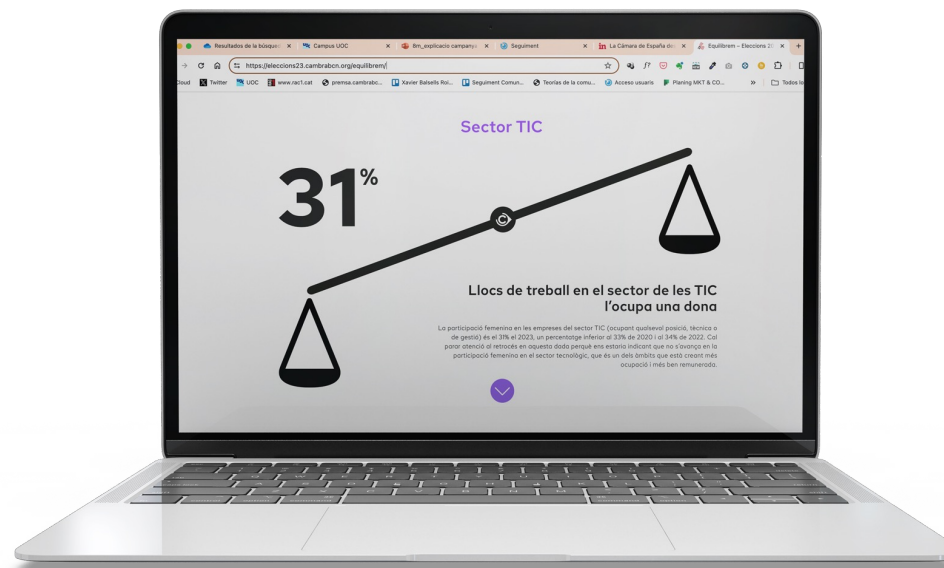 Resultados de la búsqued
Campus UOC
8m_explicacio campany
Seguiment
La Cámara de España de
Equilibrem – Eleccions 2
https://eleccions23.cambrabcn.org/equilibrem/
cloud
Twitter
UOC
www.rac1.cat
premsa.cambrabc...
Xavier Balsells Roi...
Seguiment Comun...
Teorías de la comu...
Acceso usuaris
Planing MKT & CO...
Todos los
Sector TIC
31%
Llocs de treball en el sector de les TIC
l'ocupa una dona
La participació femenina en les empreses del sector TIC (ocupant qualsevol posició, tècnica o
de gestió) és el 31% el 2023, un percentatge inferior al 33% de 2020 i al 34% de 2022. Cal
parar atenció al retrocés en aquesta dada perquè ens estaria indicant que no s'avança en la
participació femenina en el sector tecnològic, que és un dels àmbits que està creant més
ocupació i més ben remunerada.